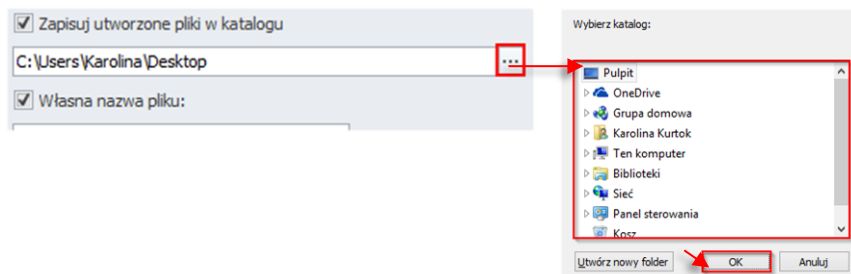 Zapisuj utworzone pliki w katalogu
C:\Users\Karolina\Desktop ...
Własna nazwa pliku:
Wybierz katalog:
Pulpit
OneDrive
Grupa domowa
Karolina Kurtok
Ten komputer
Biblioteki
Sieć
Panel sterowania
Kosz
Utwórz nowy folder OK Anuluj